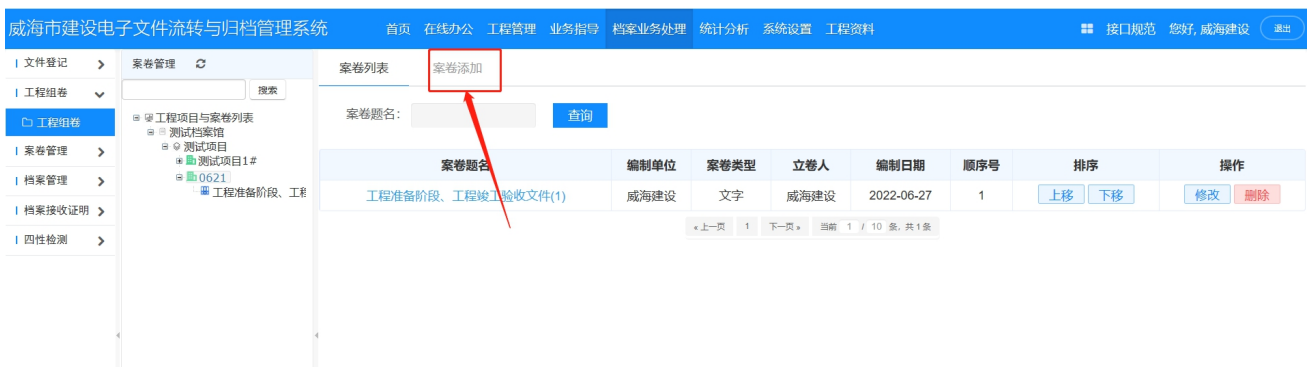 威海市建设电子文件流转与归档管理系统 首页 在线办公 工程管理 业务指导 档案业务处理 统计分析 系统设置 工程资料 接口规范 您好, 威海建设 退出
文件登记
工程组卷
工程组卷
案卷管理
档案管理
档案接收证明
四性检测
案卷管理
搜索
工程项目与案卷列表
测试档案馆
测试项目
测试项目1#
0621
工程准备阶段、工程
案卷列表 案卷添加
案卷题名: 查询
案卷题名 编制单位 案卷类型 立卷人 编制日期 顺序号 排序 操作
工程准备阶段、工程竣工验收文件(1) 威海建设 文字 威海建设 2022-06-27 1 上移 下移 修改 删除
«上一页 1 下一页» 当前 1 / 10 条, 共1条